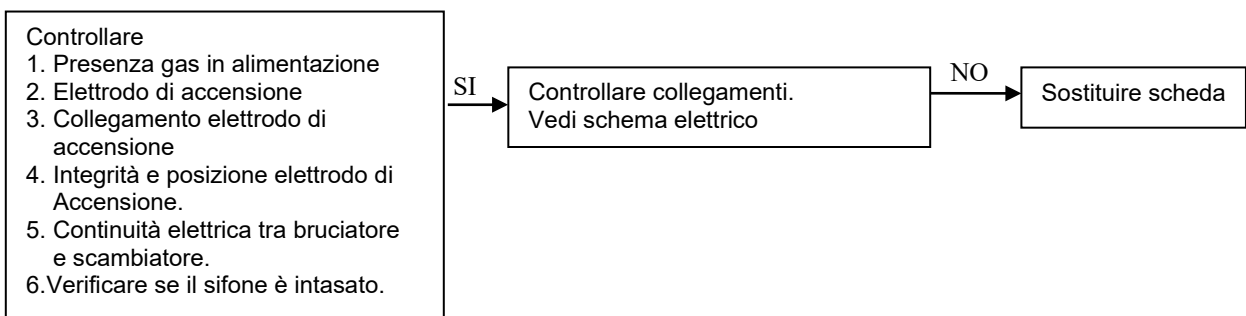 Controllare
1. Presenza gas in alimentazione
2. Elettrodo di accensione
3. Collegamento elettrodo di
accensione
4. Integrità e posizione elettrodo di
Accensione.
5. Continuità elettrica tra bruciatore
e scambiatore.
6.Verificare se il sifone è intasato.
SI
Controllare collegamenti.
Vedi schema elettrico
NO
Sostituire scheda